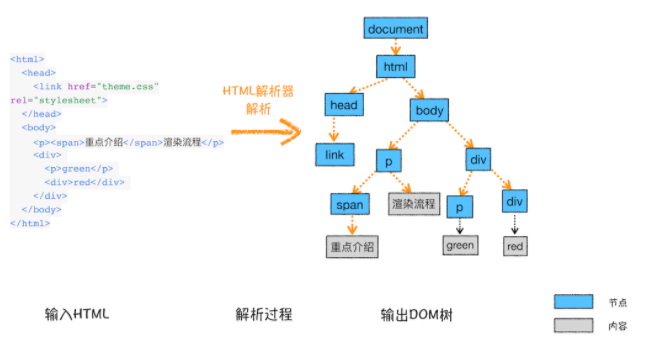 <html>
<head>
<link href="theme.css"
rel="stylesheet">
</head>
<body>
<p><span>重点介绍</span>渲染流程</p>
<div>
<p>green</p>
<div>red</div>
</div>
</body>
</html>
HTML解析器
解析
document
html
head
body
link
p
div
span
渲染流程
p
div
重点介绍
green
red
输入HTML
解析过程
输出DOM树
节点
内容